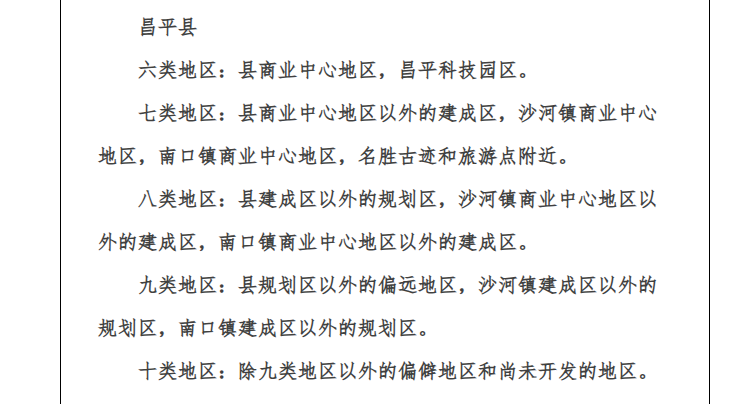 昌平县
六类地区：县商业中心地区，昌平科技园区。
七类地区：县商业中心地区以外的建成区，沙河镇商业中心
地区，南口镇商业中心地区，名胜古迹和旅游点附近。
八类地区：县建成区以外的规划区，沙河镇商业中心地区以
外的建成区，南口镇商业中心地区以外的建成区。
九类地区：县规划区以外的偏远地区，沙河镇建成区以外的
规划区，南口镇建成区以外的规划区。
十类地区：除九类地区以外的偏僻地区和尚未开发的地区。